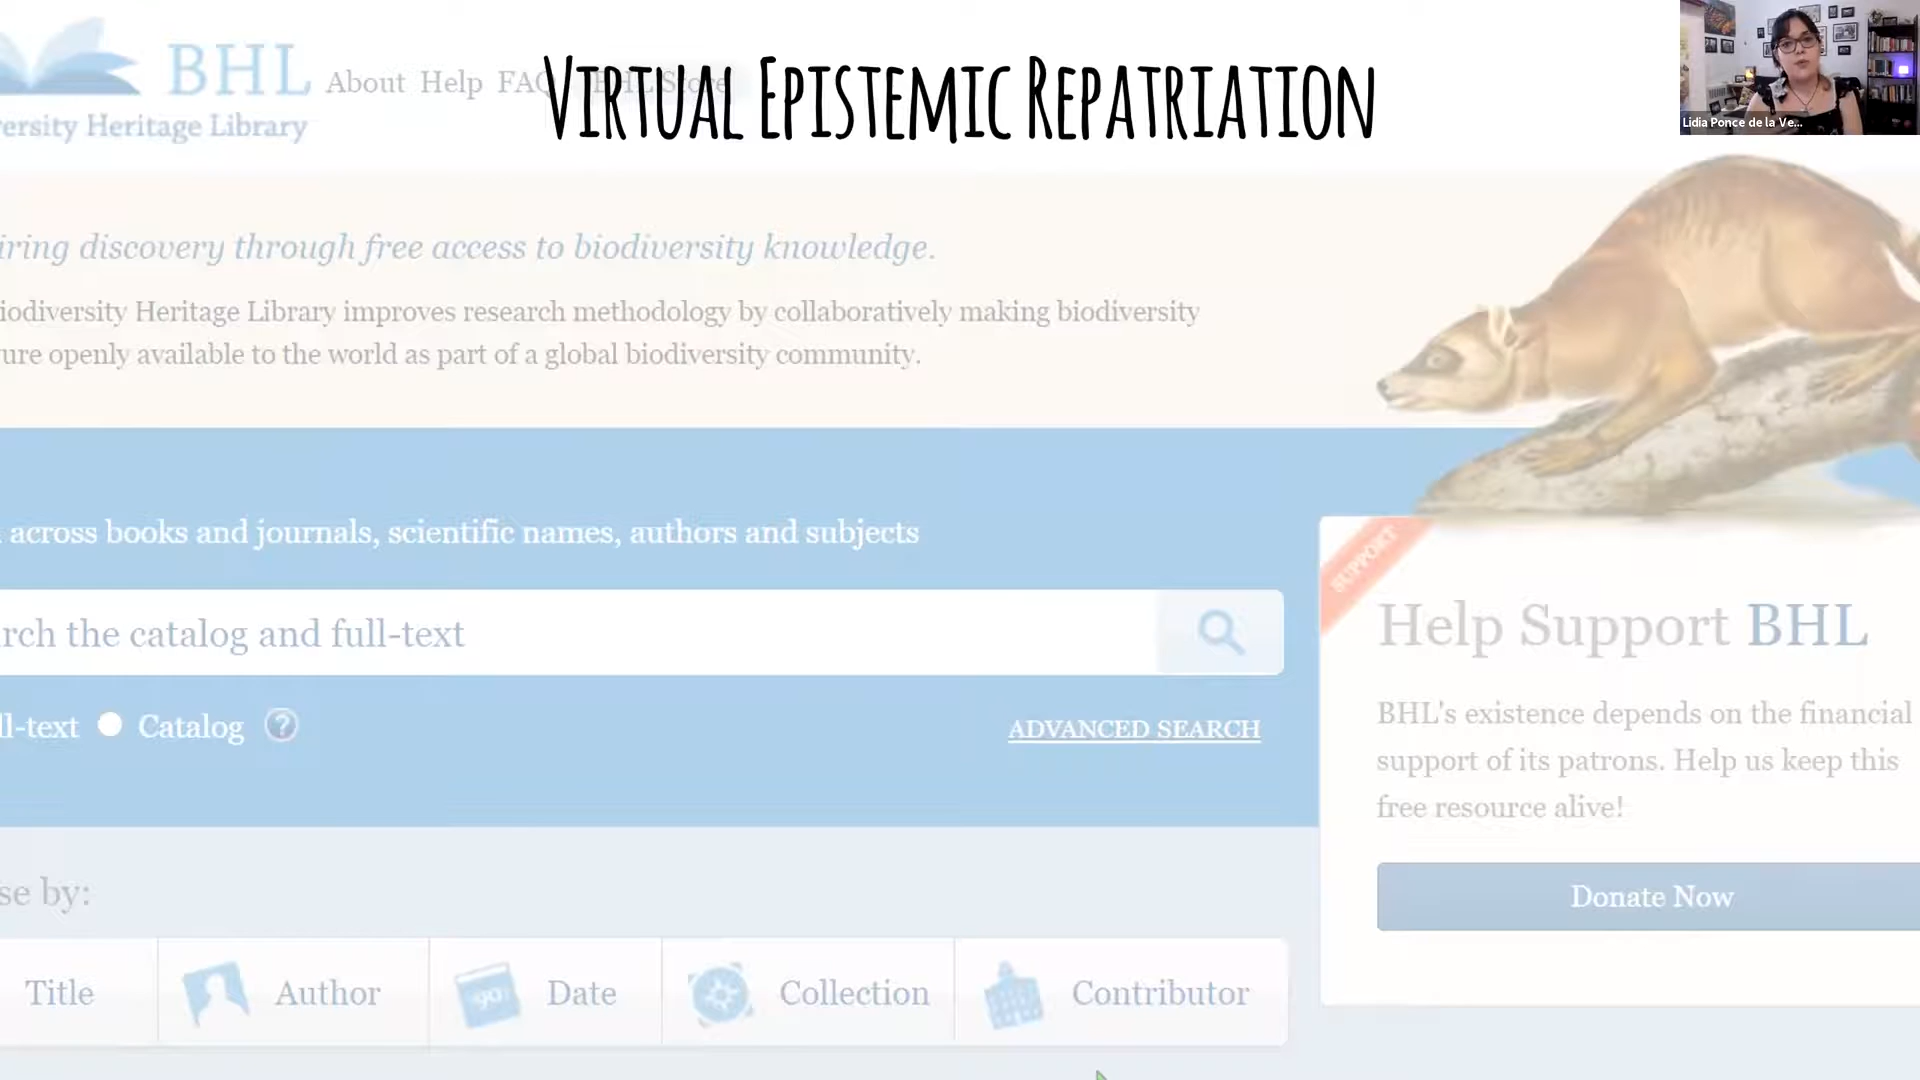 VIRTUAL EPISTEMIC REPATRIATION
BHL About Help FAQ BHL Store
ersity Heritage Library
Lidia Ponce de la Ve...
iring discovery through free access to biodiversity knowledge.
iodiversity Heritage Library improves research methodology by collaboratively making biodiversity
ure openly available to the world as part of a global biodiversity community.
across books and journals, scientific names, authors and subjects
SUPPORT
rch the catalog and full-text
Help Support BHL
ll-text Catalog ?
ADVANCED SEARCH
BHL's existence depends on the financial
support of its patrons. Help us keep this
free resource alive!
Donate Now
se by:
Title Author Date Collection Contributor